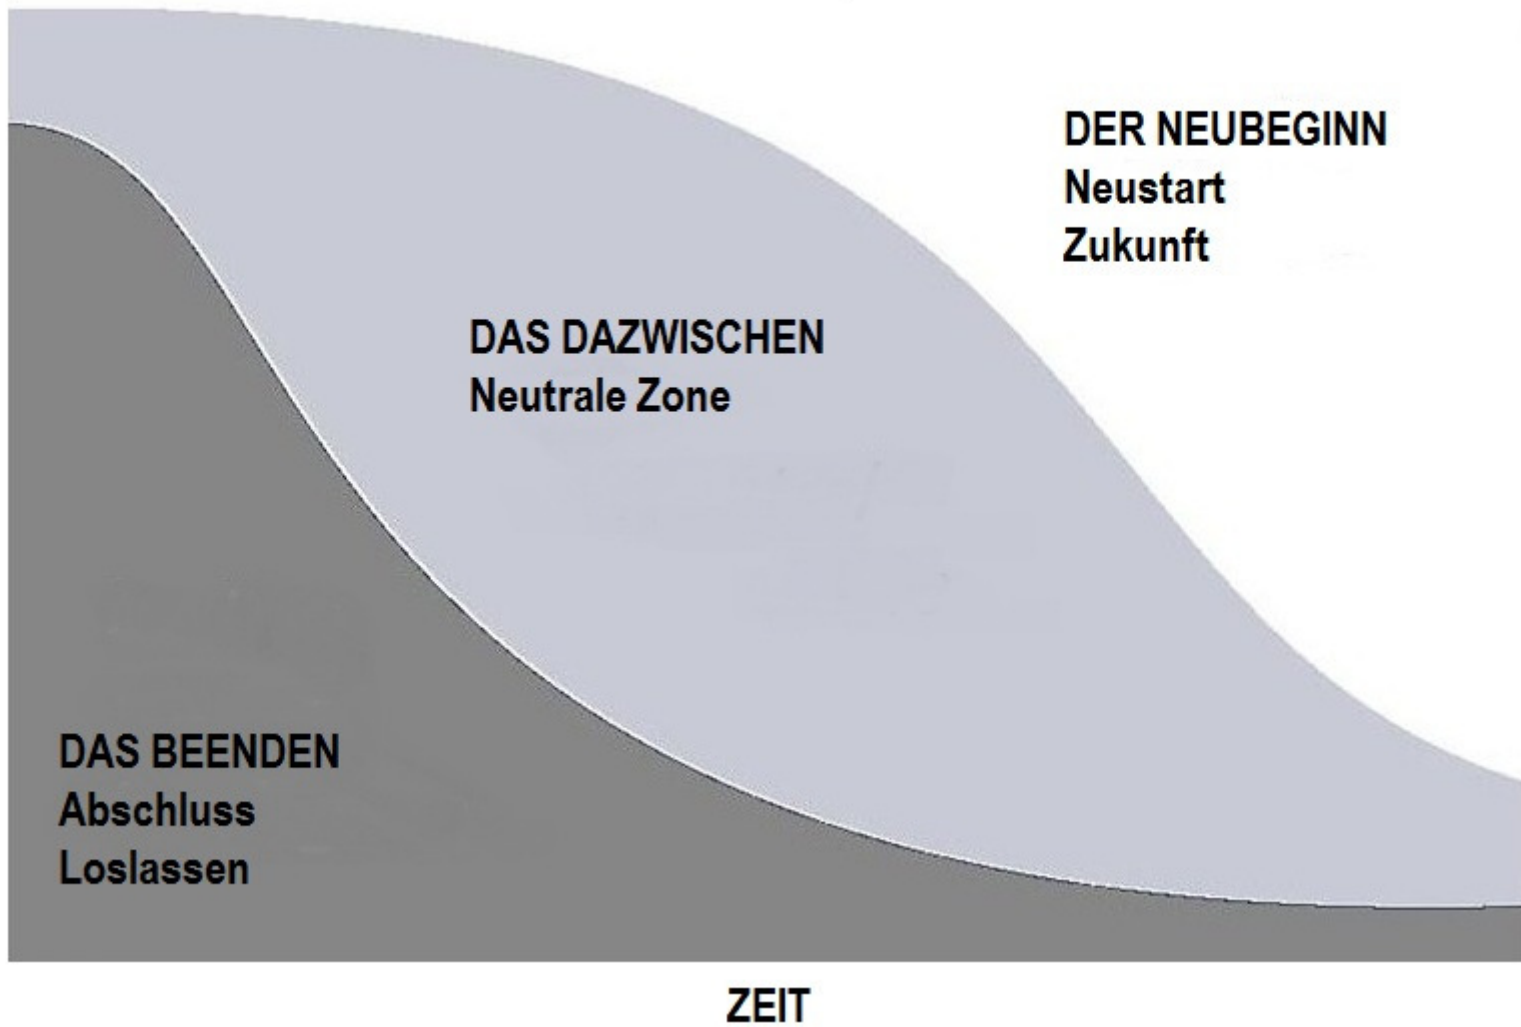 DER NEUBEGINN
Neustart
Zukunft
DAS DAZWISCHEN
Neutrale Zone
DAS BEENDEN
Abschluss
Loslassen
ZEIT